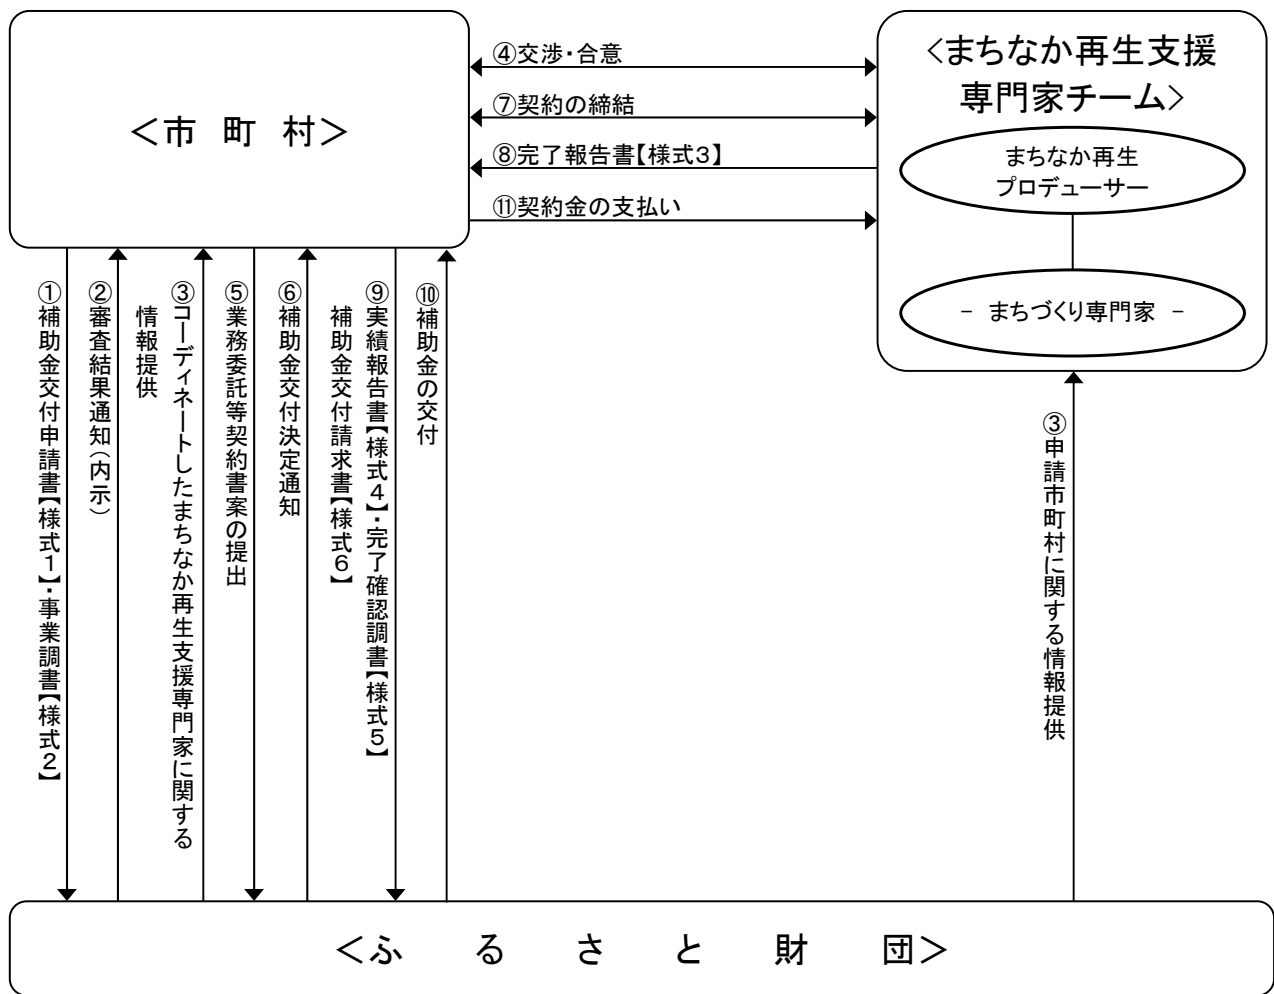 <市 町 村>
④交渉・合意
⑦契約の締結
⑧完了報告書【様式3】
⑪契約金の支払い
<まちなか再生支援
専門家チーム>
まちなか再生
プロデューサー
- まちづくり専門家 -
①補助金交付申請書【様式1】・事業調書【様式2】
②審査結果通知(内示)
③コーディネートしたまちなか再生支援専門家に関する
情報提供
⑤業務委託等契約書案の提出
⑥補助金交付決定通知
⑨実績報告書【様式4】・完了確認調書【様式5】
補助金交付請求書【様式6】
⑩補助金の交付
③申請市町村に関する情報提供
<ふ る さ と 財 団>